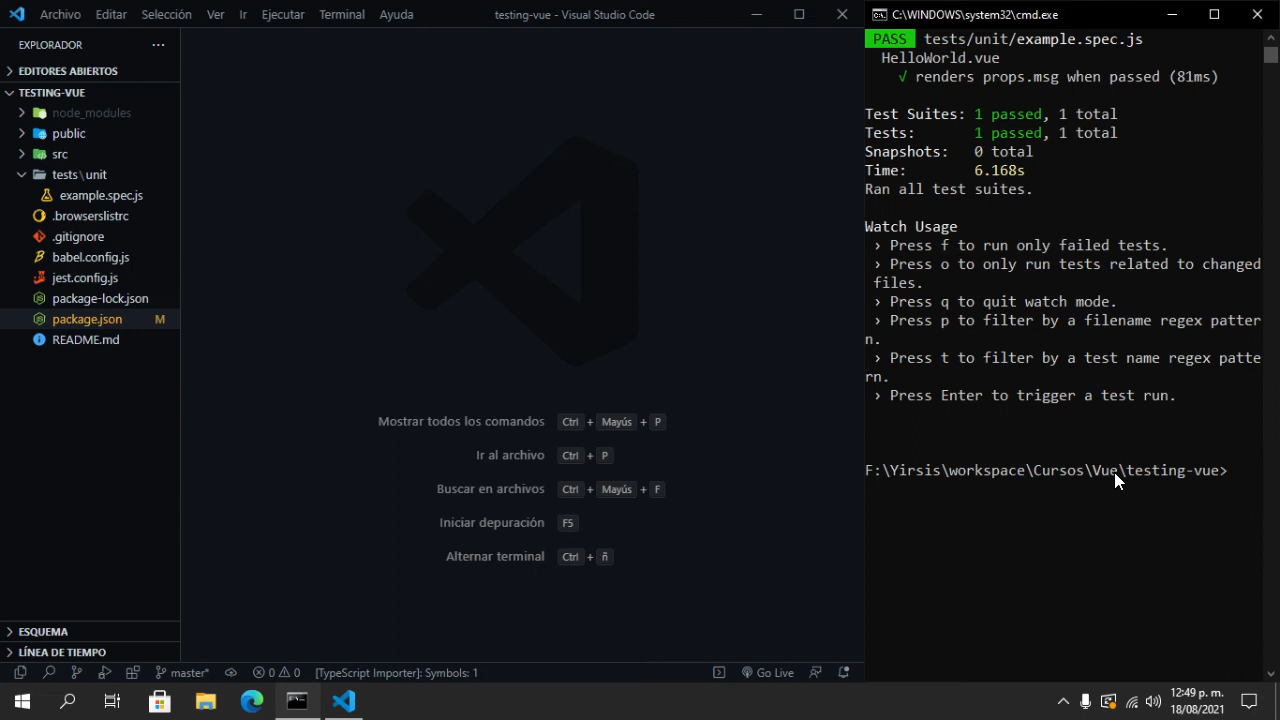 Archivo Editar Selección Ver Ir Ejecutar Terminal Ayuda testing-vue - Visual Studio Code
EXPLORADOR
EDITORES ABIERTOS
TESTING-VUE
node_modules
public
src
tests\unit
example.spec.js
.browserslistrc
.gitignore
babel.config.js
jest.config.js
package-lock.json
package.json M
README.md
ESQUEMA
LÍNEA DE TIEMPO
Mostrar todos los comandos Ctrl + Mayús + P
Ir al archivo Ctrl + P
Buscar en archivos Ctrl + Mayús + F
Iniciar depuración F5
Alternar terminal Ctrl + ñ
master* 0 0 [TypeScript Importer]: Symbols: 1 Go Live
C:\WINDOWS\system32\cmd.exe
PASS tests/unit/example.spec.js
HelloWorld.vue
√ renders props.msg when passed (81ms)
Test Suites: 1 passed, 1 total
Tests: 1 passed, 1 total
Snapshots: 0 total
Time: 6.168s
Ran all test suites.
Watch Usage
› Press f to run only failed tests.
› Press o to only run tests related to changed
files.
› Press q to quit watch mode.
› Press p to filter by a filename regex patter
n.
› Press t to filter by a test name regex patte
rn.
› Press Enter to trigger a test run.
F:\Yirsis\workspace\Cursos\Vue\testing-vue>
12:49 p. m.
18/08/2021